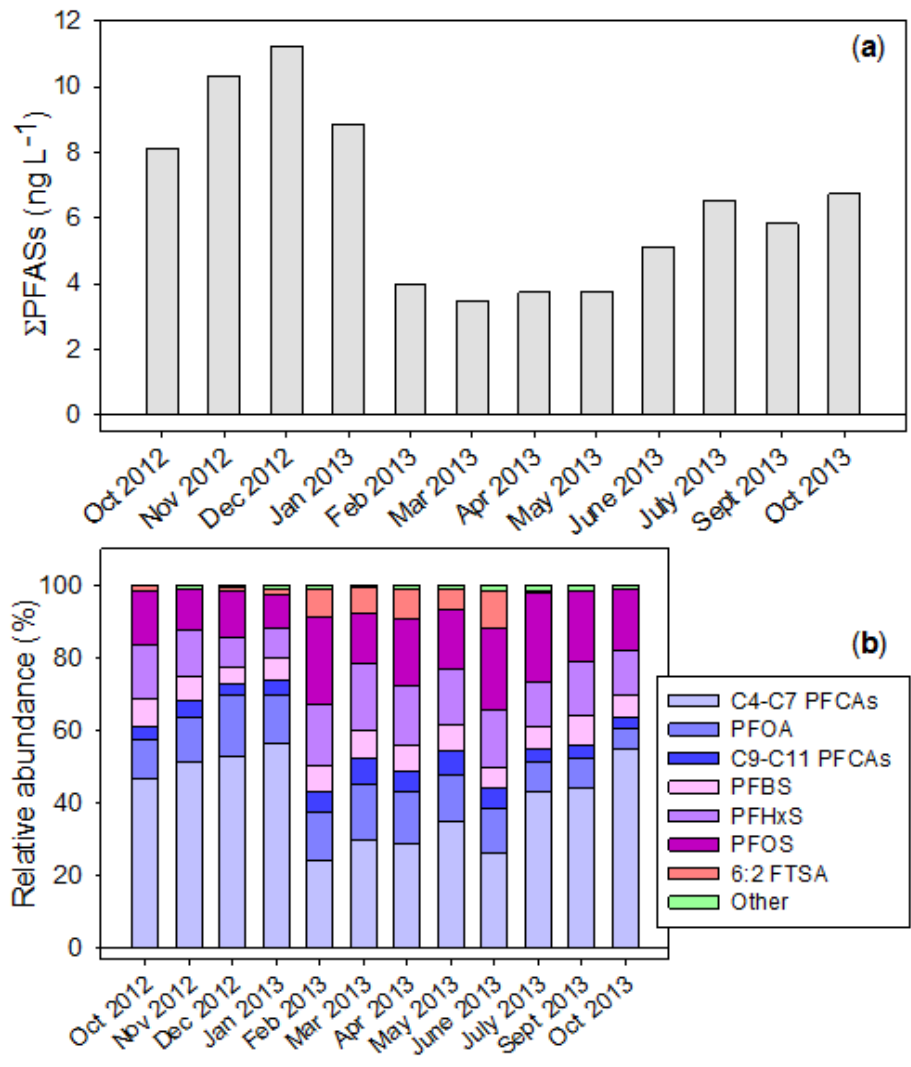 (a)
ΣPFASs (ng L⁻¹)
12
10
8
6
4
2
0
Oct 2012
Nov 2012
Dec 2012
Jan 2013
Feb 2013
Mar 2013
Apr 2013
May 2013
June 2013
July 2013
Sept 2013
Oct 2013
(b)
Relative abundance (%)
100
80
60
40
20
0
C4-C7 PFCAs
PFOA
C9-C11 PFCAs
PFBS
PFHxS
PFOS
6:2 FTSA
Other
Oct 2012
Nov 2012
Dec 2012
Jan 2013
Feb 2013
Mar 2013
Apr 2013
May 2013
June 2013
July 2013
Sept 2013
Oct 2013